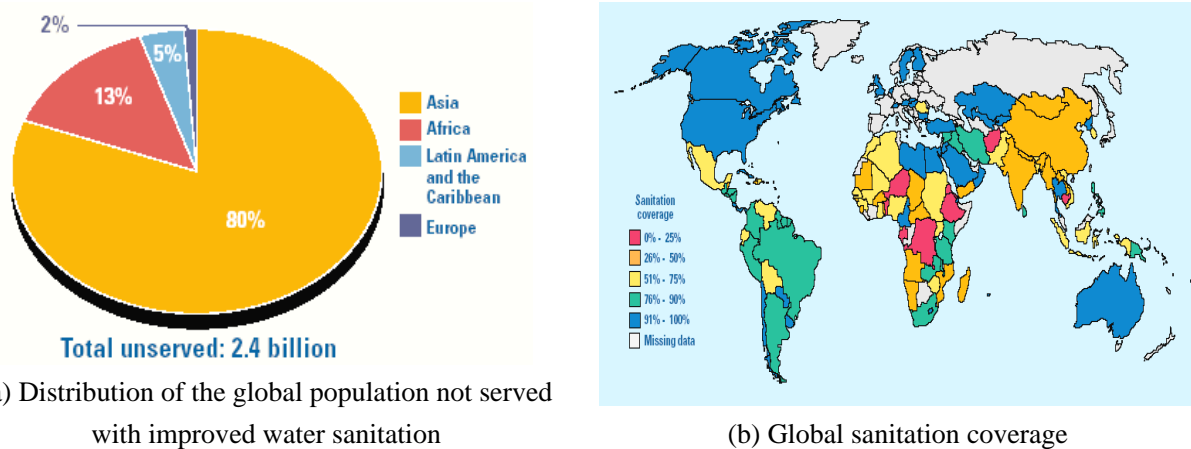 2%
5%
13%
80%
Asia
Africa
Latin America
and the
Caribbean
Europe
Total unserved: 2.4 billion
) Distribution of the global population not served
with improved water sanitation
Sanitation
coverage
0% - 25%
26% - 50%
51% - 75%
76% - 90%
91% - 100%
Missing data
(b) Global sanitation coverage